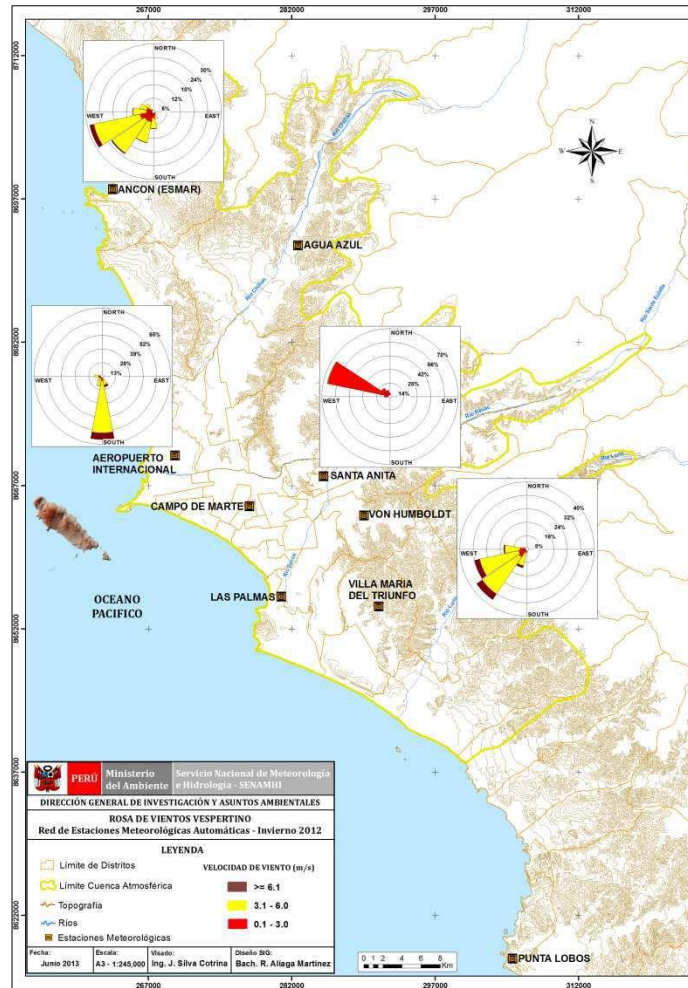 267000 282000 297000 312000
8712000
NORTH
30%
24%
18%
12%
6%
WEST EAST
SOUTH
Río Chillon
N
W E
S
8697000
ANCON (ESMAR)
AGUA AZUL
Río Chillon
Río Santa Eulalia
8682000
NORTH
65%
52%
39%
26%
13%
WEST EAST
SOUTH
NORTH
70%
56%
42%
28%
14%
WEST EAST
SOUTH
Río Rimac
Río Lurin
AEROPUERTO
INTERNACIONAL
8667000
SANTA ANITA
CAMPO DE MARTE
VON HUMBOLDT
NORTH
40%
32%
24%
16%
8%
WEST EAST
SOUTH
OCEANO
PACIFICO
LAS PALMAS
VILLA MARIA
DEL TRIUNFO
Río Lurin
8652000
8637000
PERÚ Ministerio del Ambiente Servicio Nacional de Meteorología e Hidrología - SENAMHI
DIRECCIÓN GENERAL DE INVESTIGACIÓN Y ASUNTOS AMBIENTALES
ROSA DE VIENTOS VESPERTINO
Red de Estaciones Meteorológicas Automáticas - Invierno 2012
LEYENDA
Límite de Distritos
Límite Cuenca Atmosférica
Topografía
Ríos
Estaciones Meteorológicas
VELOCIDAD DE VIENTO (m/s)
>= 6.1
3.1 - 6.0
0.1 - 3.0
Fecha: Junio 2013
Escala: A3 - 1:245,000
Visado: Ing. J. Silva Cotrina
Diseño SIG: Bach. R. Aliaga Martínez
8622000
0 1 2 4 6 8
Km
PUNTA LOBOS
267000 282000 297000 312000